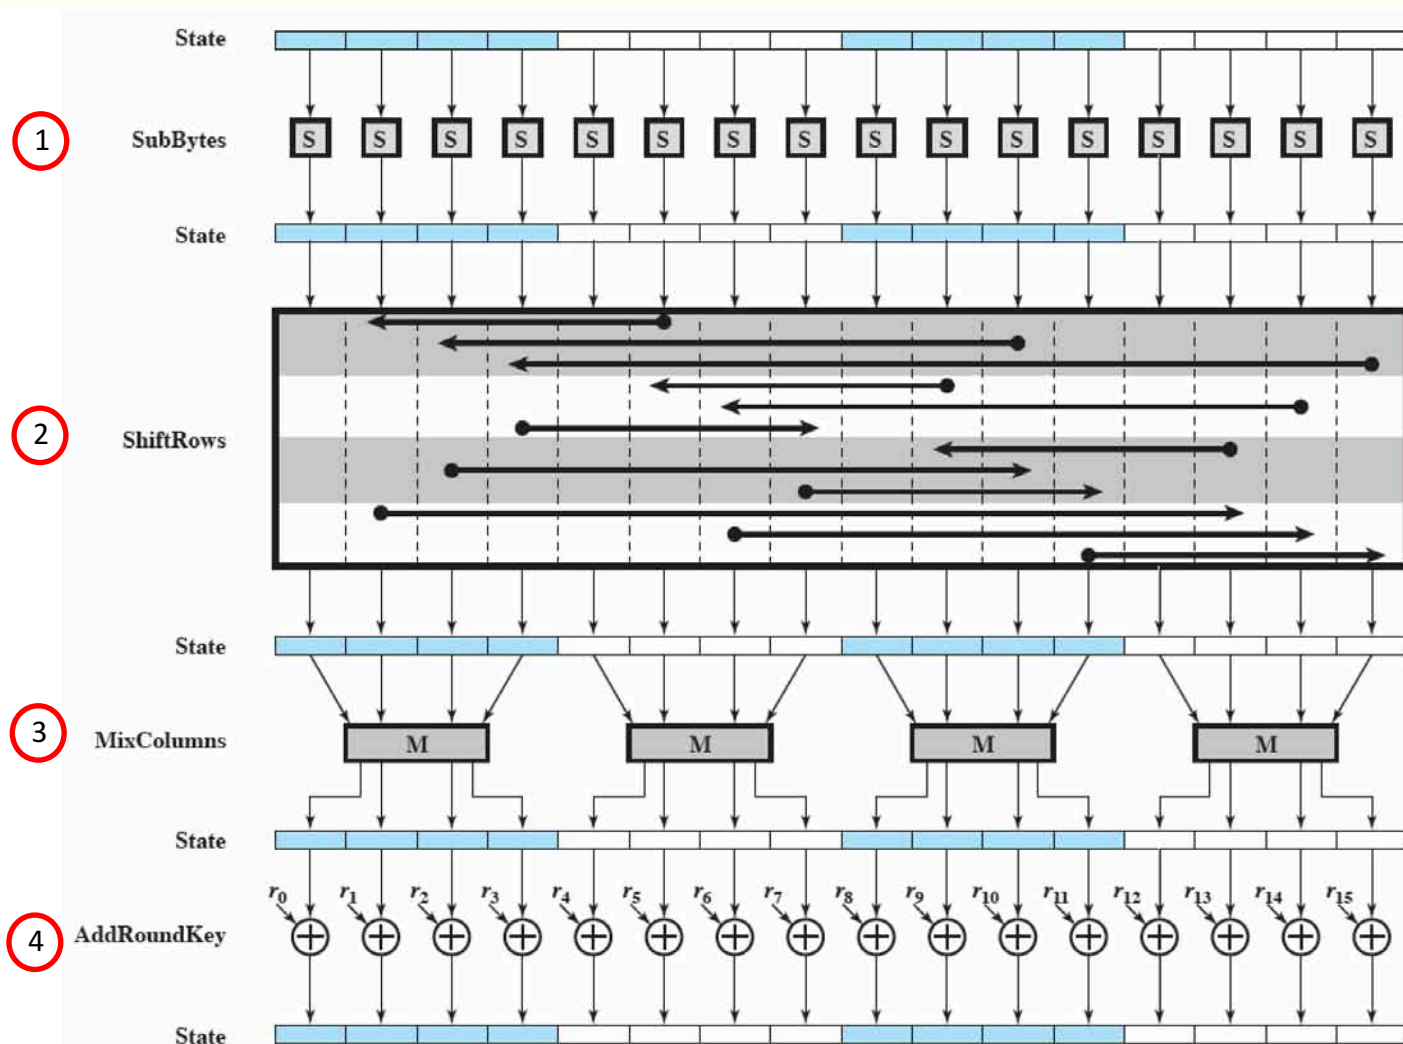 State
1
SubBytes
S S S S S S S S S S S S S S S S
State
2
ShiftRows
State
3
MixColumns
M M M M
State
r0 r1 r2 r3 r4 r5 r6 r7 r8 r9 r10 r11 r12 r13 r14 r15
4
AddRoundKey
State